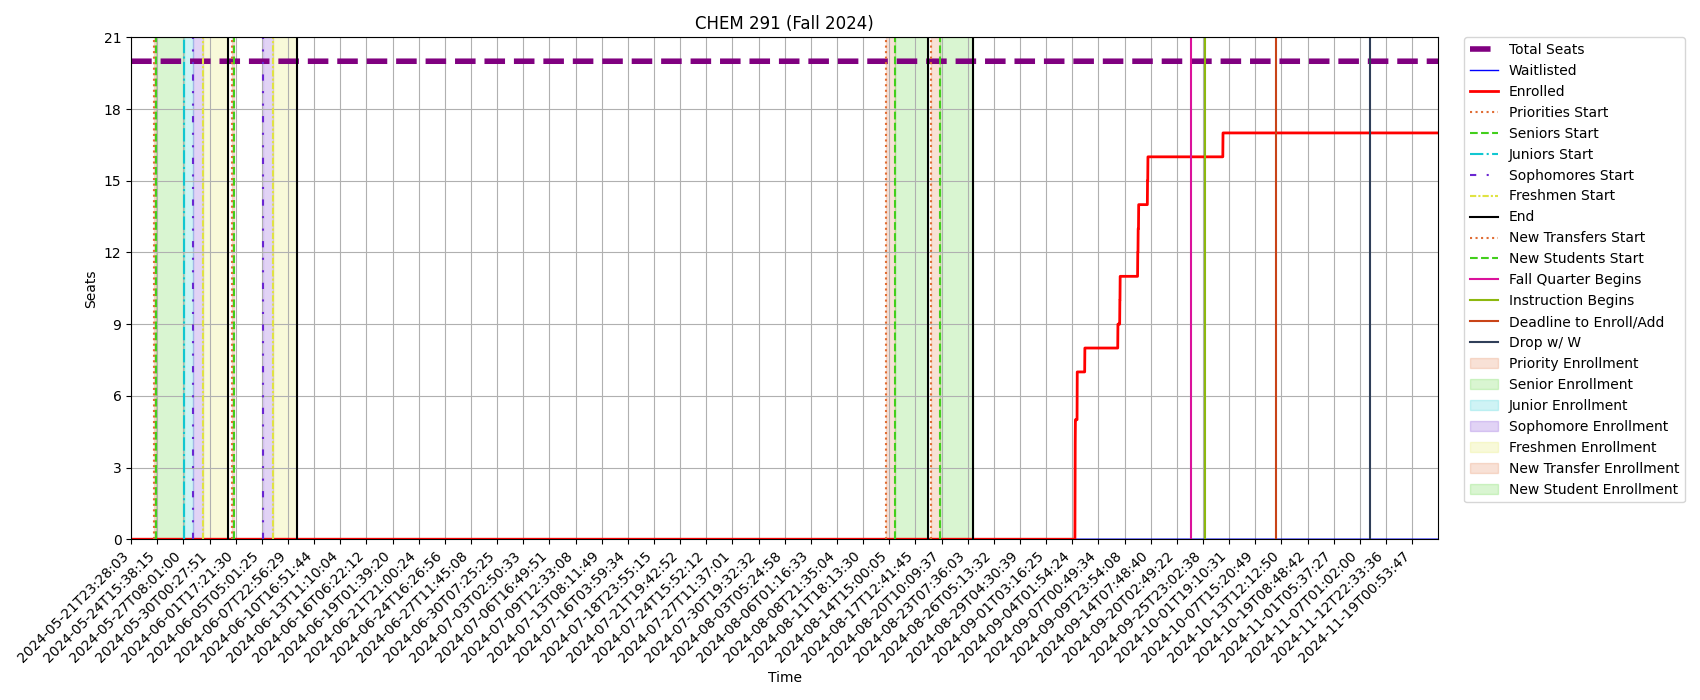 CHEM 291 (Fall 2024)
21
18
15
12
9
6
3
0
Seats
Total Seats
Waitlisted
Enrolled
Priorities Start
Seniors Start
Juniors Start
Sophomores Start
Freshmen Start
End
New Transfers Start
New Students Start
Fall Quarter Begins
Instruction Begins
Deadline to Enroll/Add
Drop w/ W
Priority Enrollment
Senior Enrollment
Junior Enrollment
Sophomore Enrollment
Freshmen Enrollment
New Transfer Enrollment
New Student Enrollment
2024-05-21T23:28:03
2024-05-24T15:38:15
2024-05-27T08:01:00
2024-05-30T00:27:51
2024-06-01T17:21:30
2024-06-05T05:01:25
2024-06-07T22:56:29
2024-06-10T16:51:44
2024-06-13T11:10:04
2024-06-16T06:22:12
2024-06-19T01:39:20
2024-06-21T21:00:24
2024-06-24T16:26:56
2024-06-27T11:45:08
2024-06-30T07:25:25
2024-07-03T02:50:33
2024-07-06T16:49:51
2024-07-09T12:33:08
2024-07-13T08:11:49
2024-07-16T03:59:34
2024-07-18T23:55:15
2024-07-21T19:42:52
2024-07-24T15:52:12
2024-07-27T11:37:01
2024-07-30T19:32:32
2024-08-03T05:24:58
2024-08-06T01:16:33
2024-08-08T21:35:04
2024-08-11T18:13:30
2024-08-14T15:00:05
2024-08-17T12:41:45
2024-08-20T10:09:37
2024-08-23T07:36:03
2024-08-26T05:13:32
2024-08-29T04:30:39
2024-09-01T03:16:25
2024-09-04T01:54:24
2024-09-07T00:49:34
2024-09-09T23:54:08
2024-09-14T07:48:40
2024-09-20T02:49:22
2024-09-25T23:02:38
2024-10-01T19:10:31
2024-10-07T15:20:49
2024-10-13T12:12:50
2024-10-19T08:48:42
2024-11-01T05:37:27
2024-11-07T01:02:00
2024-11-12T22:33:36
2024-11-19T00:53:47
Time